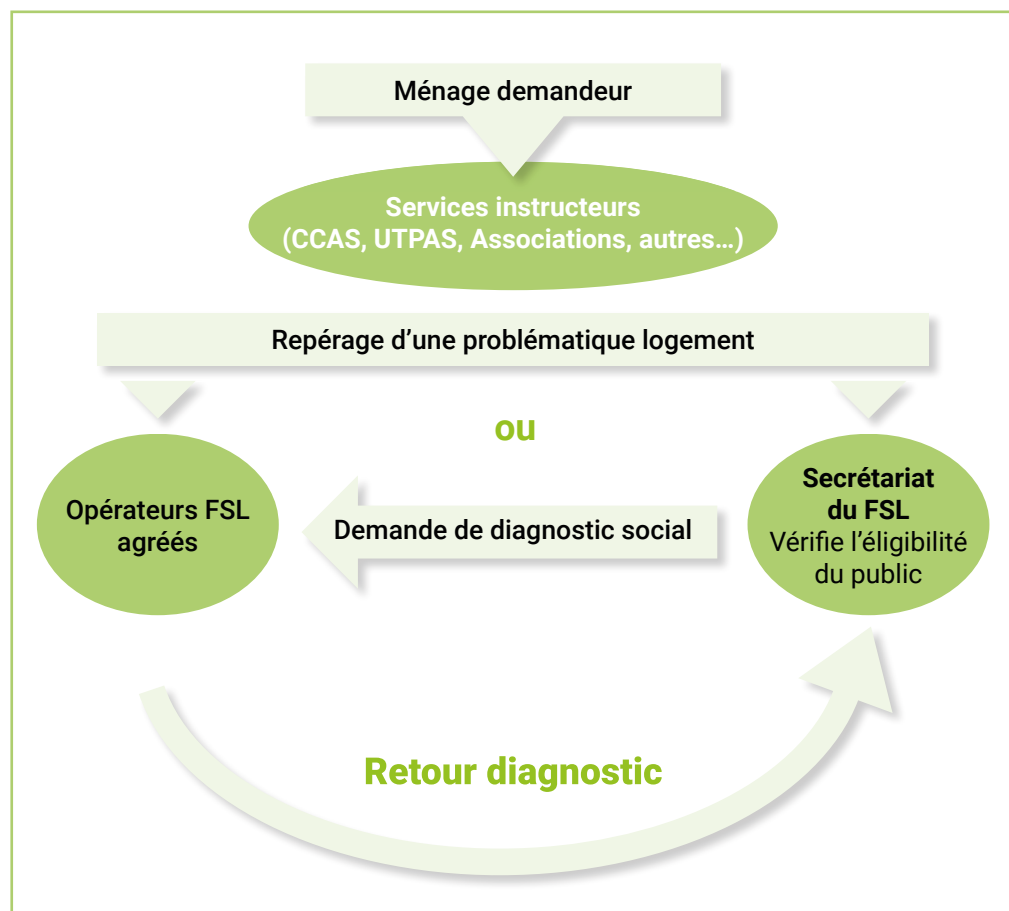 Ménage demandeur
Services instructeurs
(CCAS, UTPAS, Associations, autres…)
Repérage d’une problématique logement
ou
Opérateurs FSL
agréés
Demande de diagnostic social
Secrétariat
du FSL
Vérifie l’éligibilité
du public
Retour diagnostic